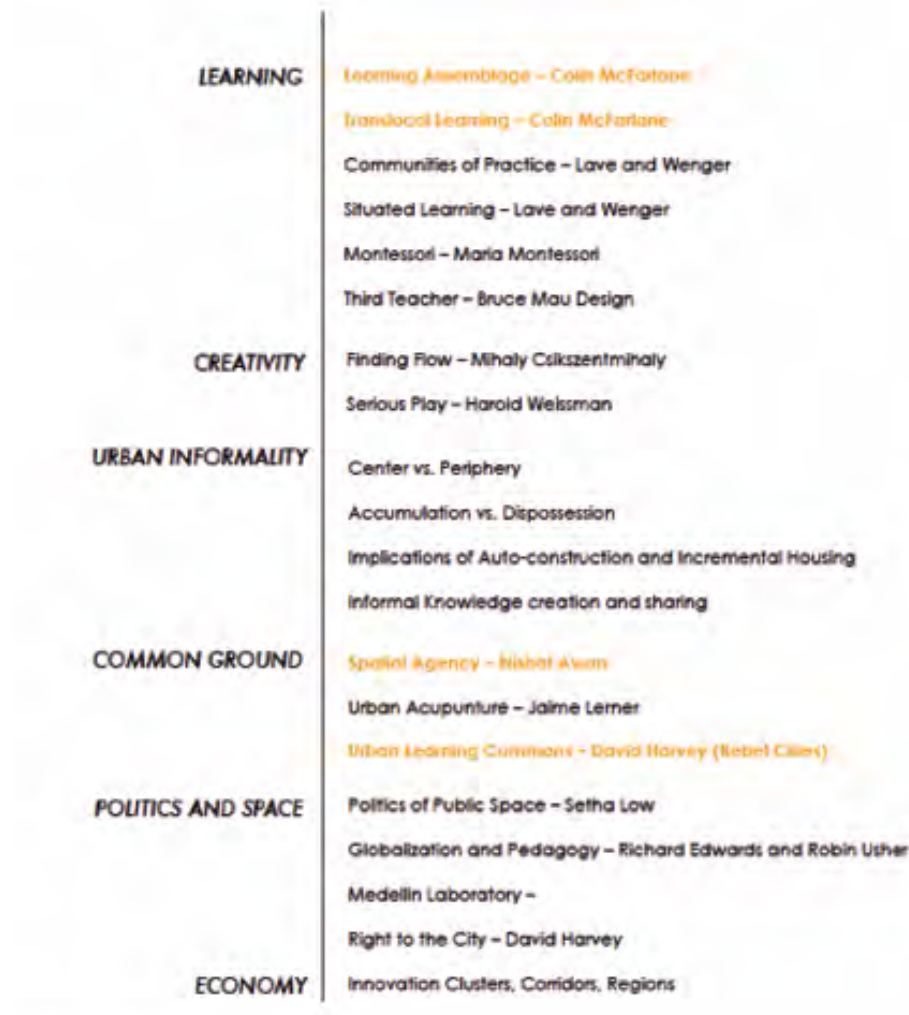 LEARNING
Learning Assemblage – Colin McFarlane
Translocal Learning – Colin McFarlane
Communities of Practice – Lave and Wenger
Situated Learning – Lave and Wenger
Montessori – Maria Montessori
Third Teacher – Bruce Mau Design
CREATIVITY
Finding Flow – Mihaly Csikszentmihaly
Serious Play – Harold Weissman
URBAN INFORMALITY
Center vs. Periphery
Accumulation vs. Dispossession
Implications of Auto-construction and Incremental Housing
Informal Knowledge creation and sharing
COMMON GROUND
Spatial Agency – Nishat Awan
Urban Acupunture – Jaime Lerner
Urban Learning Commons - David Harvey (Rebel Cities)
POLITICS AND SPACE
Politics of Public Space – Setha Low
Globalization and Pedagogy – Richard Edwards and Robin Usher
Medellin Laboratory –
Right to the City – David Harvey
ECONOMY
Innovation Clusters, Corridors, Regions